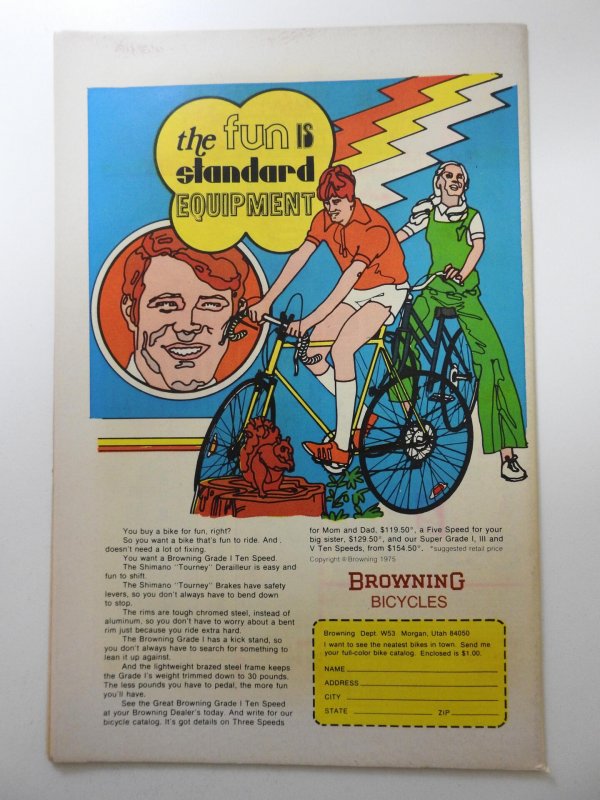 the fun is
standard
EQUIPMENT
You buy a bike for fun, right?
So you want a bike that's fun to ride. And
doesn't need a lot of fixing.
You want a Browning Grade I Ten Speed.
The Shimano "Tourney" Derailleur is easy and
fun to shift.
The Shimano "Tourney" Brakes have safety
levers, so you don't always have to bend down
to stop.
The rims are tough chromed steel, instead of
aluminum, so you don't have to worry about a bent
rim just because you ride extra hard.
The Browning Grade I has a kick stand, so
you don't always have to search for something to
lean it up against.
And the lightweight brazed steel frame keeps
the Grade I's weight trimmed down to 30 pounds.
The less pounds you have to pedal, the more fun
you'll have.
See the Great Browning Grade I Ten Speed
at your Browning Dealer's today. And write for our
bicycle catalog. It's got details on Three Speeds
for Mom and Dad, $119.50*, a Five Speed for your
big sister, $129.50*, and our Super Grade I, III and
V Ten Speeds, from $154.50*. *suggested retail price
Copyright © Browning 1975
BROWNING
BICYCLES
Browning Dept. W53 Morgan, Utah 84050
I want to see the neatest bikes in town. Send me
your full-color bike catalog. Enclosed is $1.00.
NAME
ADDRESS
CITY
STATE ZIP